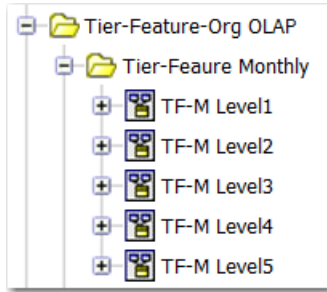 Tier-Feature-Org OLAP
Tier-Feaure Monthly
TF-M Level1
TF-M Level2
TF-M Level3
TF-M Level4
TF-M Level5